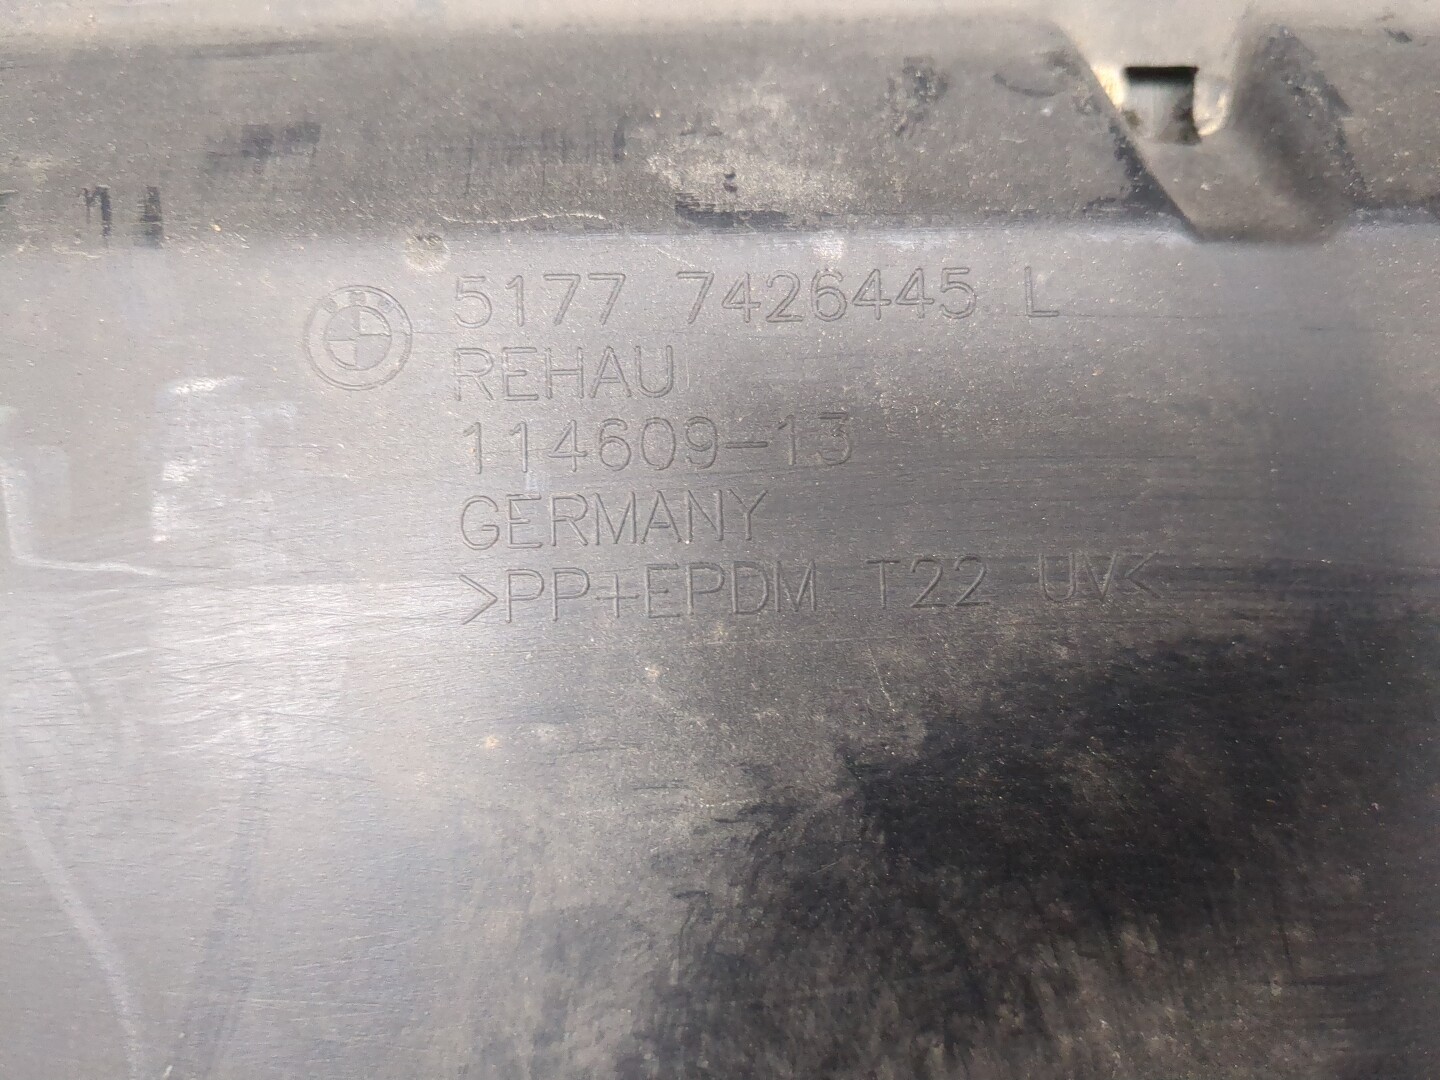 5177 7426445 L
REHAU
114609-13
GERMANY
>PP+EPDM T22 UV<